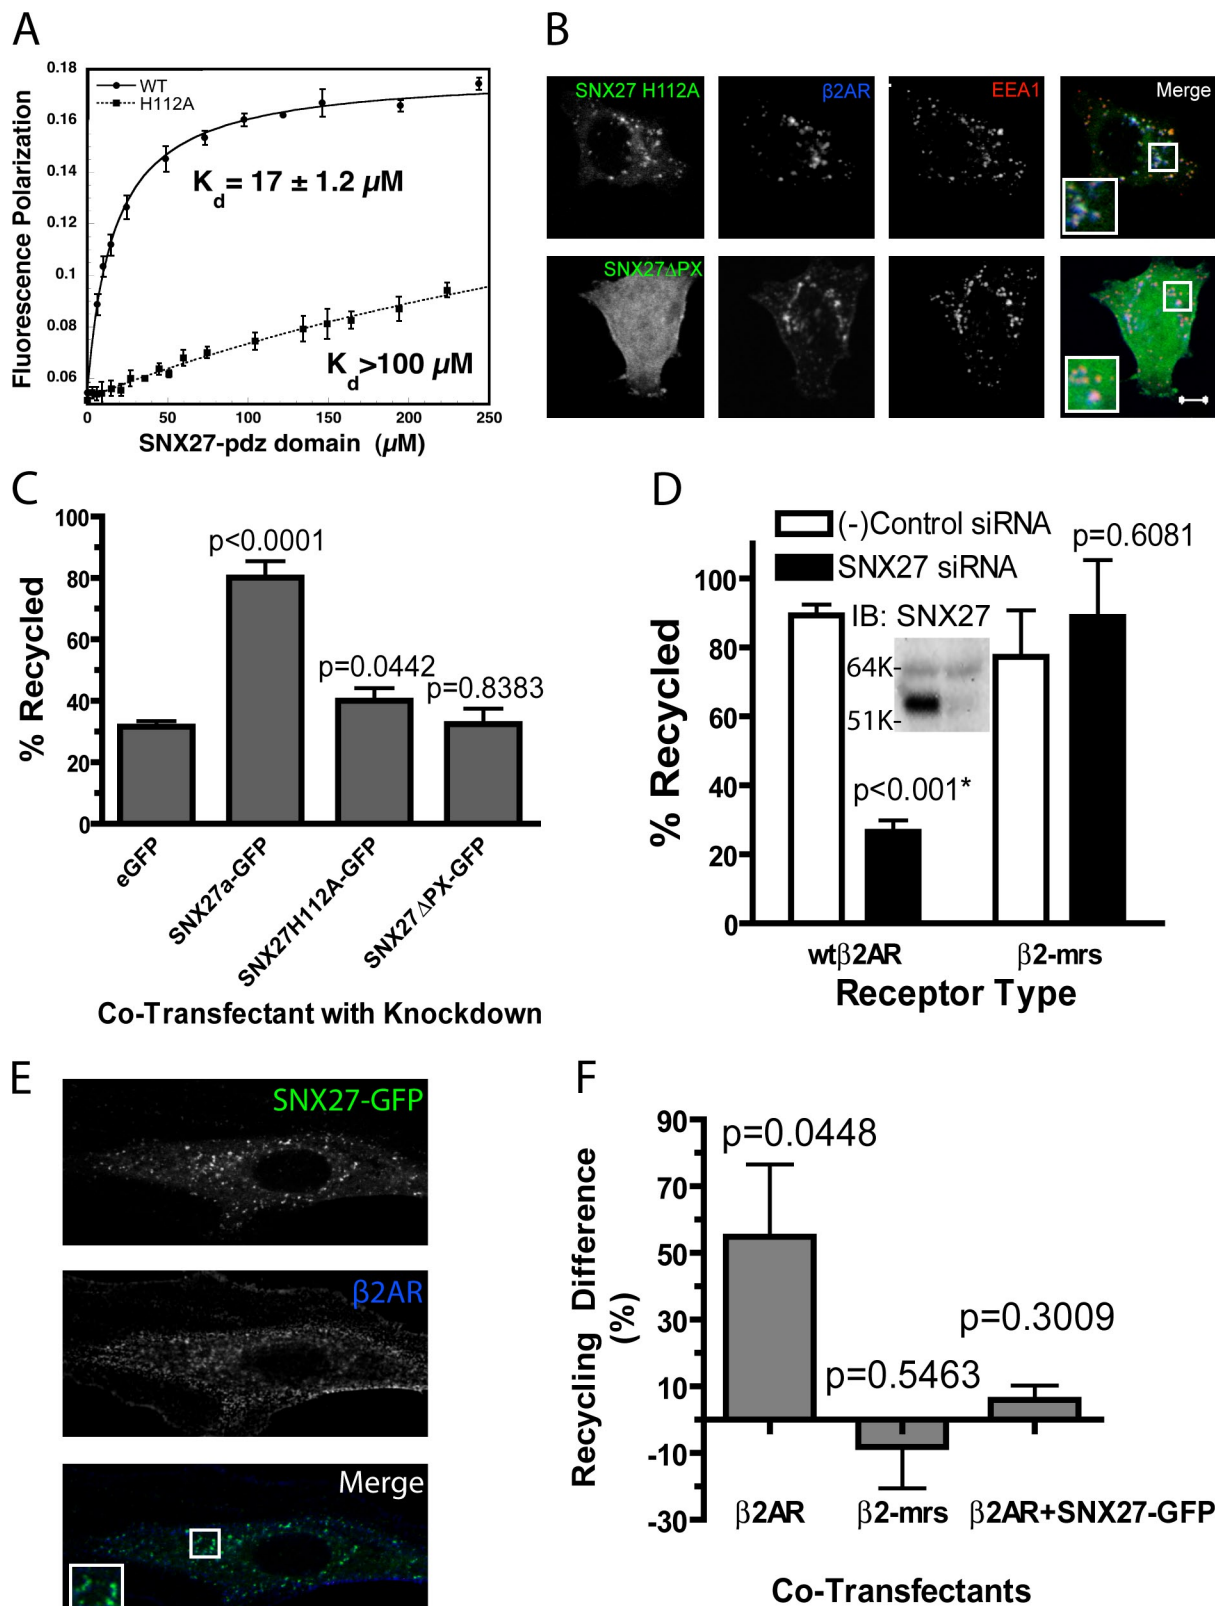 A
Fluorescence Polarization
0.18
0.16
0.14
0.12
0.1
0.08
0.06
WT
H112A
Kd= 17 ± 1.2 µM
Kd>100 µM
0 50 100 150 200 250
SNX27-pdz domain (µM)
B
SNX27 H112A β2AR EEA1 Merge
SNX27ΔPX
C
% Recycled
100
80
60
40
20
0
p<0.0001
p=0.0442
p=0.8383
eGFP
SNX27a-GFP
SNX27H112A-GFP
SNX27ΔPX-GFP
Co-Transfectant with Knockdown
D
(-)Control siRNA
SNX27 siRNA
p=0.6081
IB: SNX27
64K-
51K-
p<0.001*
% Recycled
100
80
60
40
20
0
wtβ2AR β2-mrs
Receptor Type
E
SNX27-GFP
β2AR
Merge
F
Recycling Difference
(%)
90
70
50
30
10
-10
-30
p=0.0448
p=0.5463
p=0.3009
β2AR β2-mrs β2AR+SNX27-GFP
Co-Transfectants